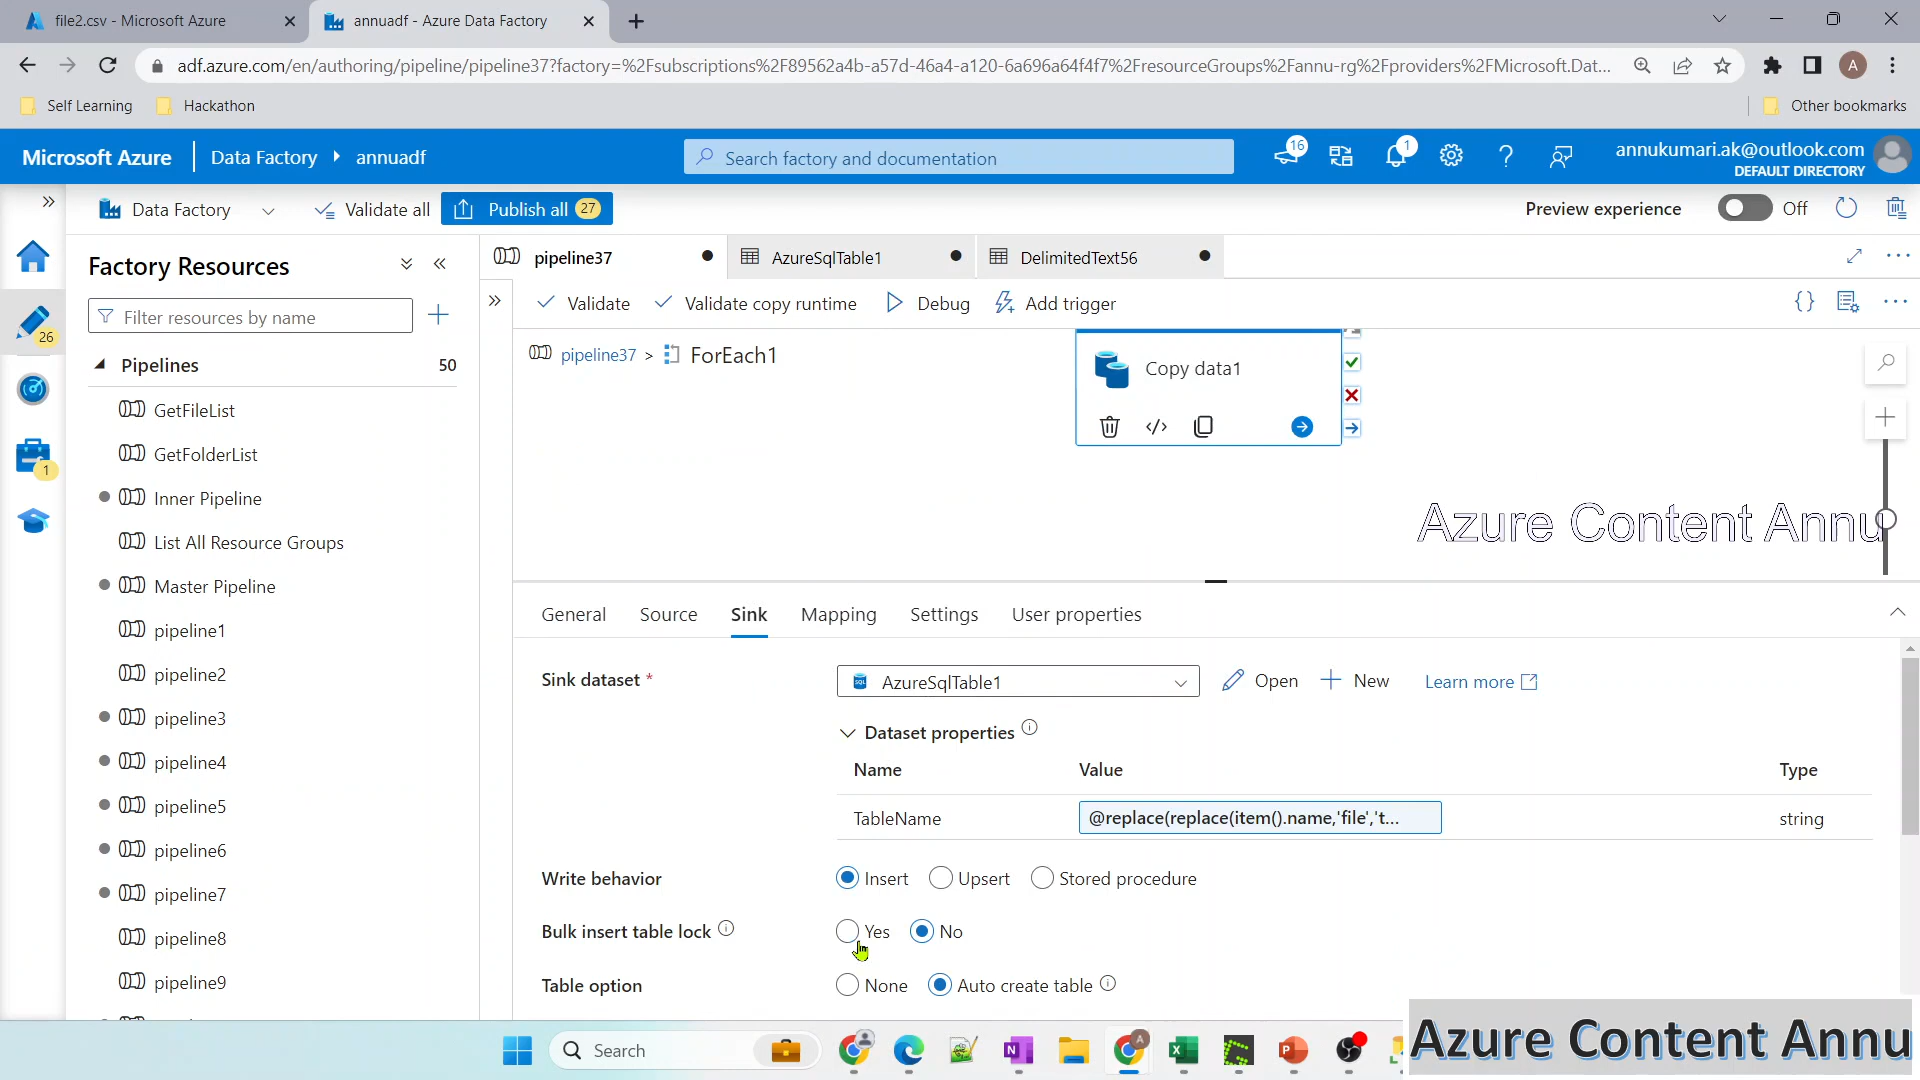 file2.csv - Microsoft Azure
annuadf - Azure Data Factory
adf.azure.com/en/authoring/pipeline/pipeline37?factory=%2Fsubscriptions%2F89562a4b-a57d-46a4-a120-6a696a64f4f7%2FresourceGroups%2Fannu-rg%2Fproviders%2FMicrosoft.Dat...
A
Self Learning
Hackathon
Other bookmarks
Microsoft Azure
Data Factory
annuadf
Search factory and documentation
16
1
annukumari.ak@outlook.com
DEFAULT DIRECTORY
Data Factory
Validate all
Publish all 27
Preview experience
Off
Factory Resources
Filter resources by name
26
1
Pipelines 50
GetFileList
GetFolderList
Inner Pipeline
List All Resource Groups
Master Pipeline
pipeline1
pipeline2
pipeline3
pipeline4
pipeline5
pipeline6
pipeline7
pipeline8
pipeline9
pipeline37
AzureSqlTable1
DelimitedText56
Validate
Validate copy runtime
Debug
Add trigger
pipeline37 > ForEach1
Copy data1
Azure Content Annu
General
Source
Sink
Mapping
Settings
User properties
Sink dataset *
AzureSqlTable1
Open
New
Learn more
Dataset properties
Name Value Type
TableName @replace(replace(item().name,'file','t... string
Write behavior Insert Upsert Stored procedure
Bulk insert table lock Yes No
Table option None Auto create table
Search
Azure Content Annu